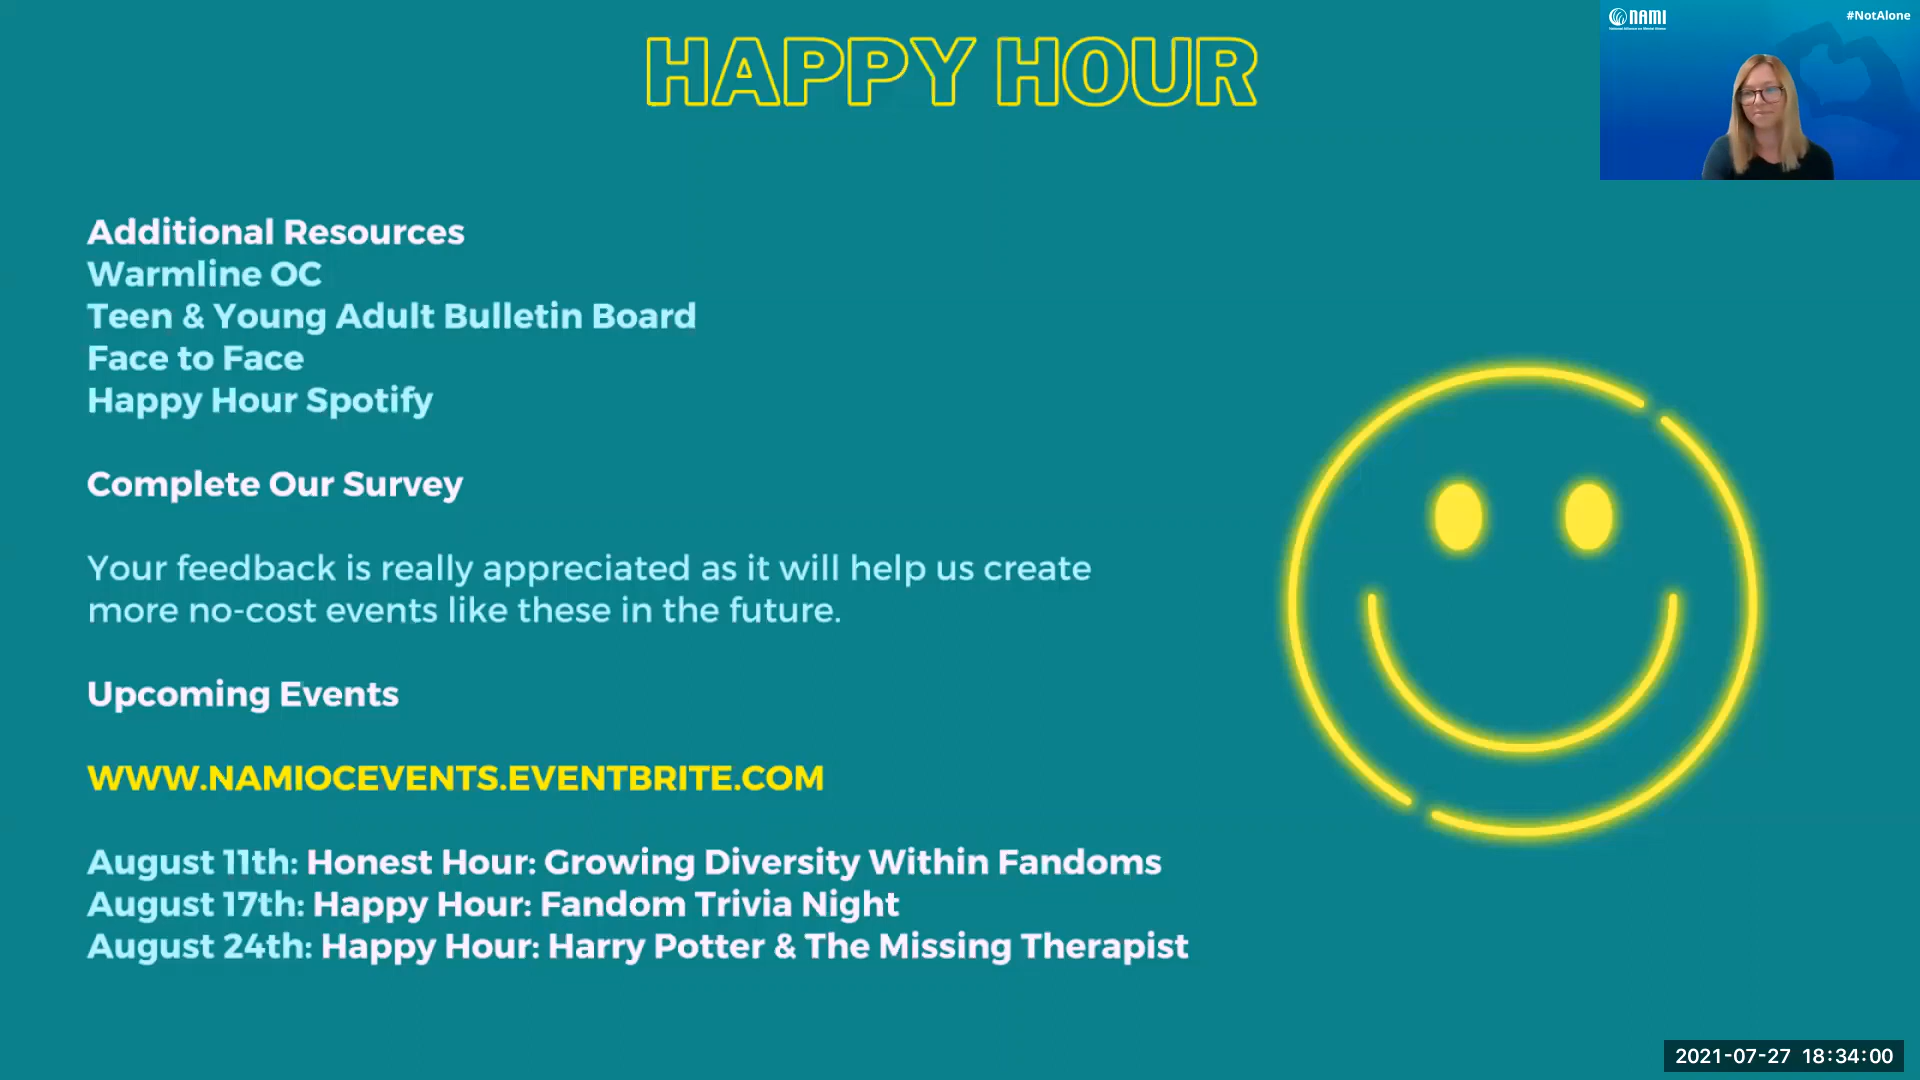 HAPPY HOUR
NAMI
#NotAlone
Additional Resources
Warmline OC
Teen & Young Adult Bulletin Board
Face to Face
Happy Hour Spotify
Complete Our Survey
Your feedback is really appreciated as it will help us create
more no-cost events like these in the future.
Upcoming Events
WWW.NAMIOCEVENTS.EVENTBRITE.COM
August 11th: Honest Hour: Growing Diversity Within Fandoms
August 17th: Happy Hour: Fandom Trivia Night
August 24th: Happy Hour: Harry Potter & The Missing Therapist
2021-07-27 18:34:00